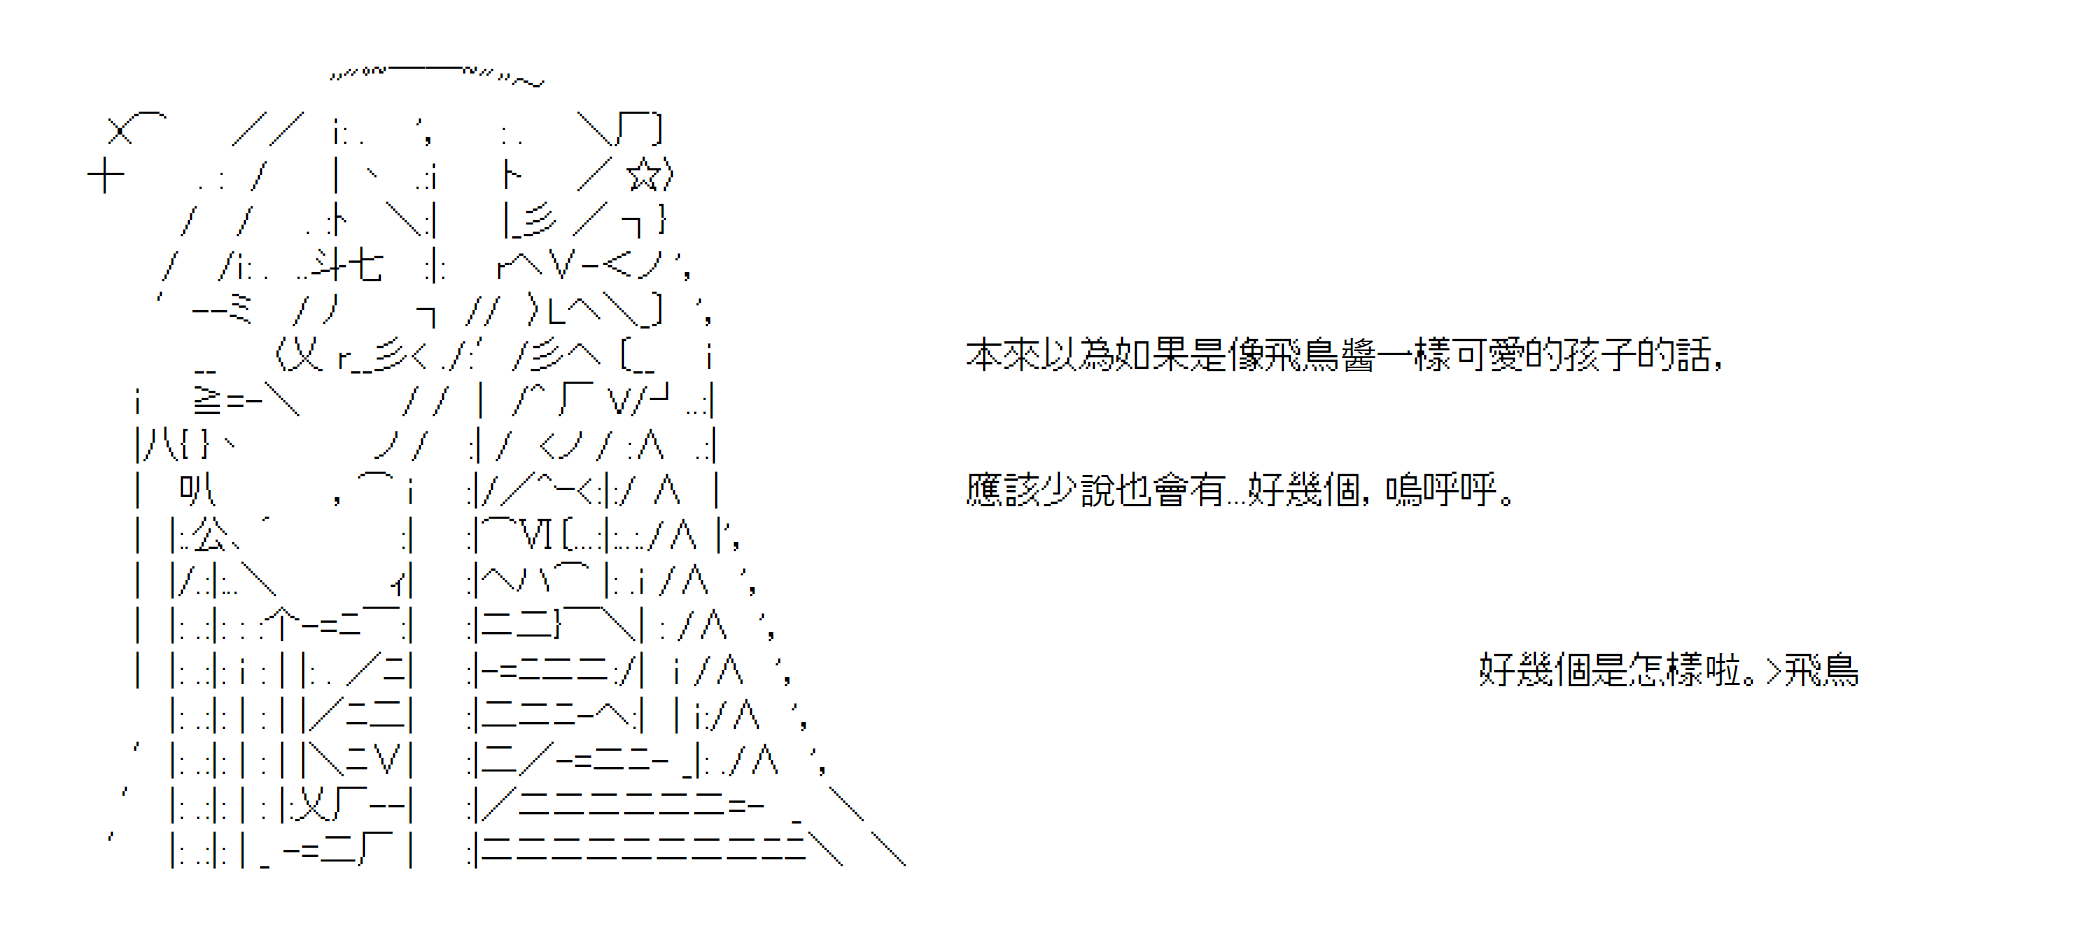 本來以為如果是像飛鳥醬一樣可愛的孩子的話，
應該少說也會有...好幾個，嗚呼呼。
好幾個是怎樣啦。>飛鳥